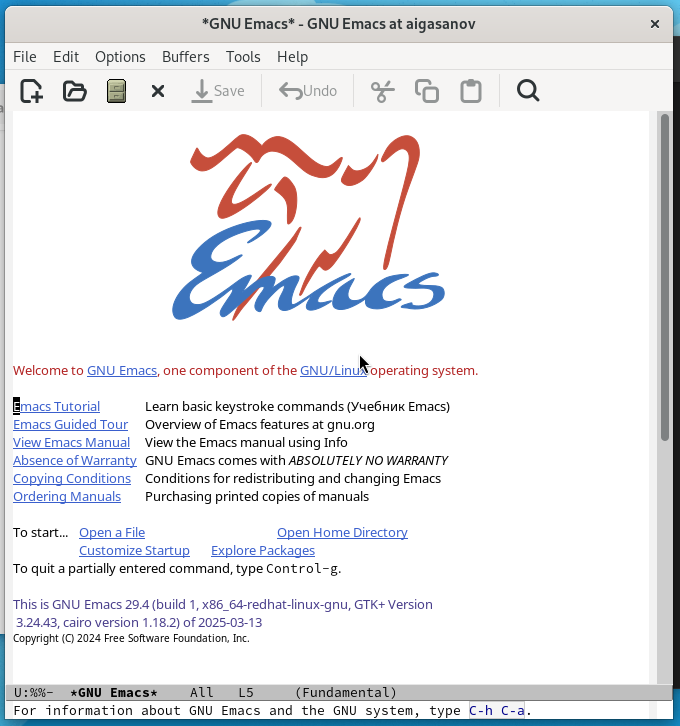 *GNU Emacs* - GNU Emacs at aigasanov
File Edit Options Buffers Tools Help
Save Undo
Emacs
Welcome to GNU Emacs, one component of the GNU/Linux operating system.
Emacs Tutorial Learn basic keystroke commands (Учебник Emacs)
Emacs Guided Tour Overview of Emacs features at gnu.org
View Emacs Manual View the Emacs manual using Info
Absence of Warranty GNU Emacs comes with ABSOLUTELY NO WARRANTY
Copying Conditions Conditions for redistributing and changing Emacs
Ordering Manuals Purchasing printed copies of manuals
To start... Open a File Open Home Directory
Customize Startup Explore Packages
To quit a partially entered command, type Control-g.
This is GNU Emacs 29.4 (build 1, x86_64-redhat-linux-gnu, GTK+ Version
3.24.43, cairo version 1.18.2) of 2025-03-13
Copyright (C) 2024 Free Software Foundation, Inc.
U:%%- *GNU Emacs* All L5 (Fundamental)
For information about GNU Emacs and the GNU system, type C-h C-a.